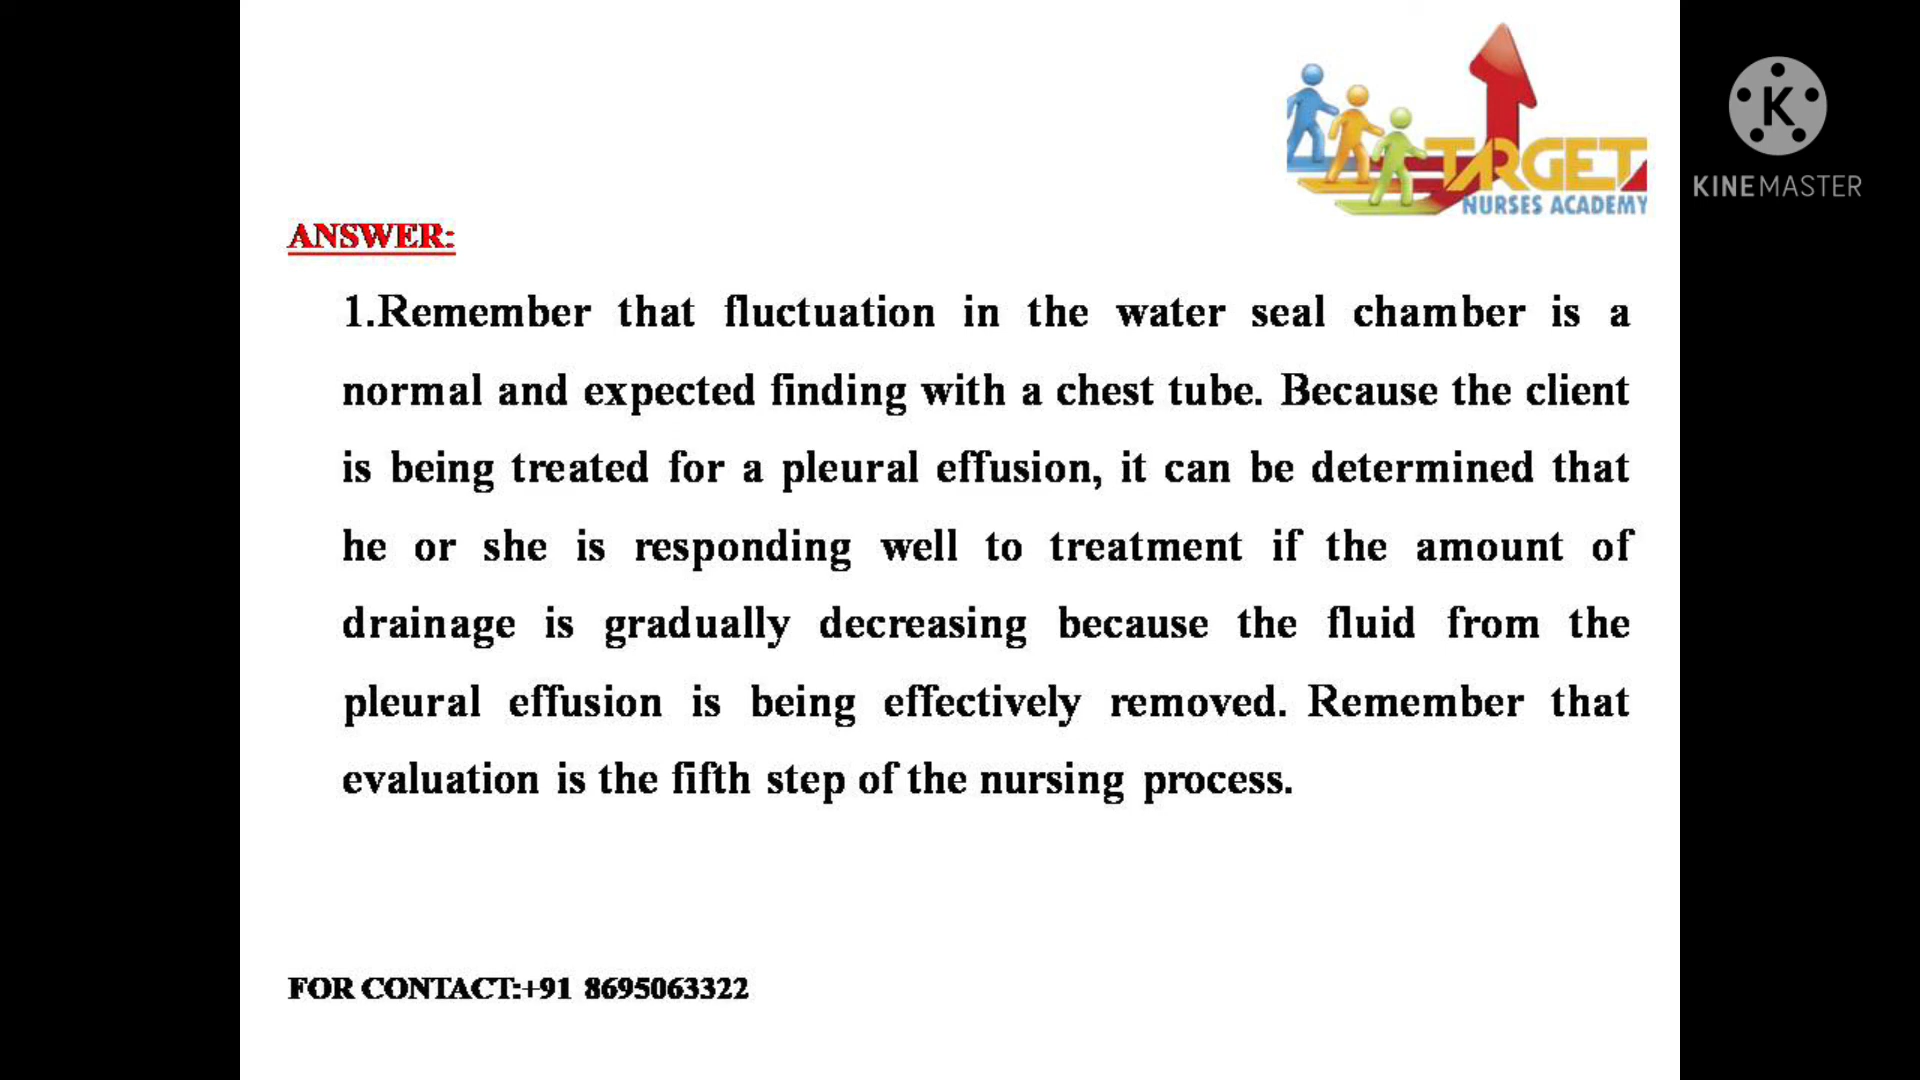 TARGET
NURSES ACADEMY
K
KINEMASTER
ANSWER:
1.Remember that fluctuation in the water seal chamber is a
normal and expected finding with a chest tube. Because the client
is being treated for a pleural effusion, it can be determined that
he or she is responding well to treatment if the amount of
drainage is gradually decreasing because the fluid from the
pleural effusion is being effectively removed. Remember that
evaluation is the fifth step of the nursing process.
FOR CONTACT:+91 8695063322